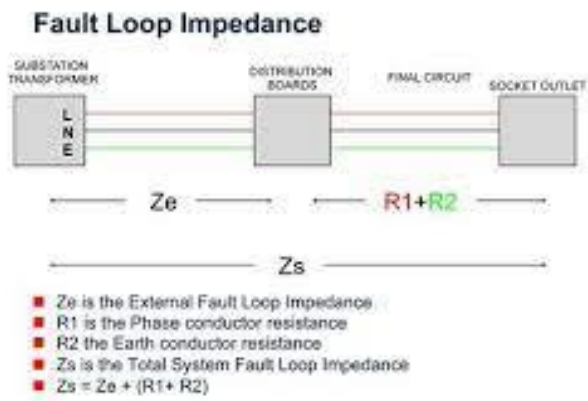 Fault Loop Impedance
SUBSTATION
TRANSFORMER
DISTRIBUTION
BOARDS
FINAL CIRCUIT
SOCKET OUTLET
L
N
E
Ze
R1+R2
Zs
Ze is the External Fault Loop Impedance
R1 is the Phase conductor resistance
R2 the Earth conductor resistance
Zs is the Total System Fault Loop Impedance
Zs = Ze + (R1+ R2)